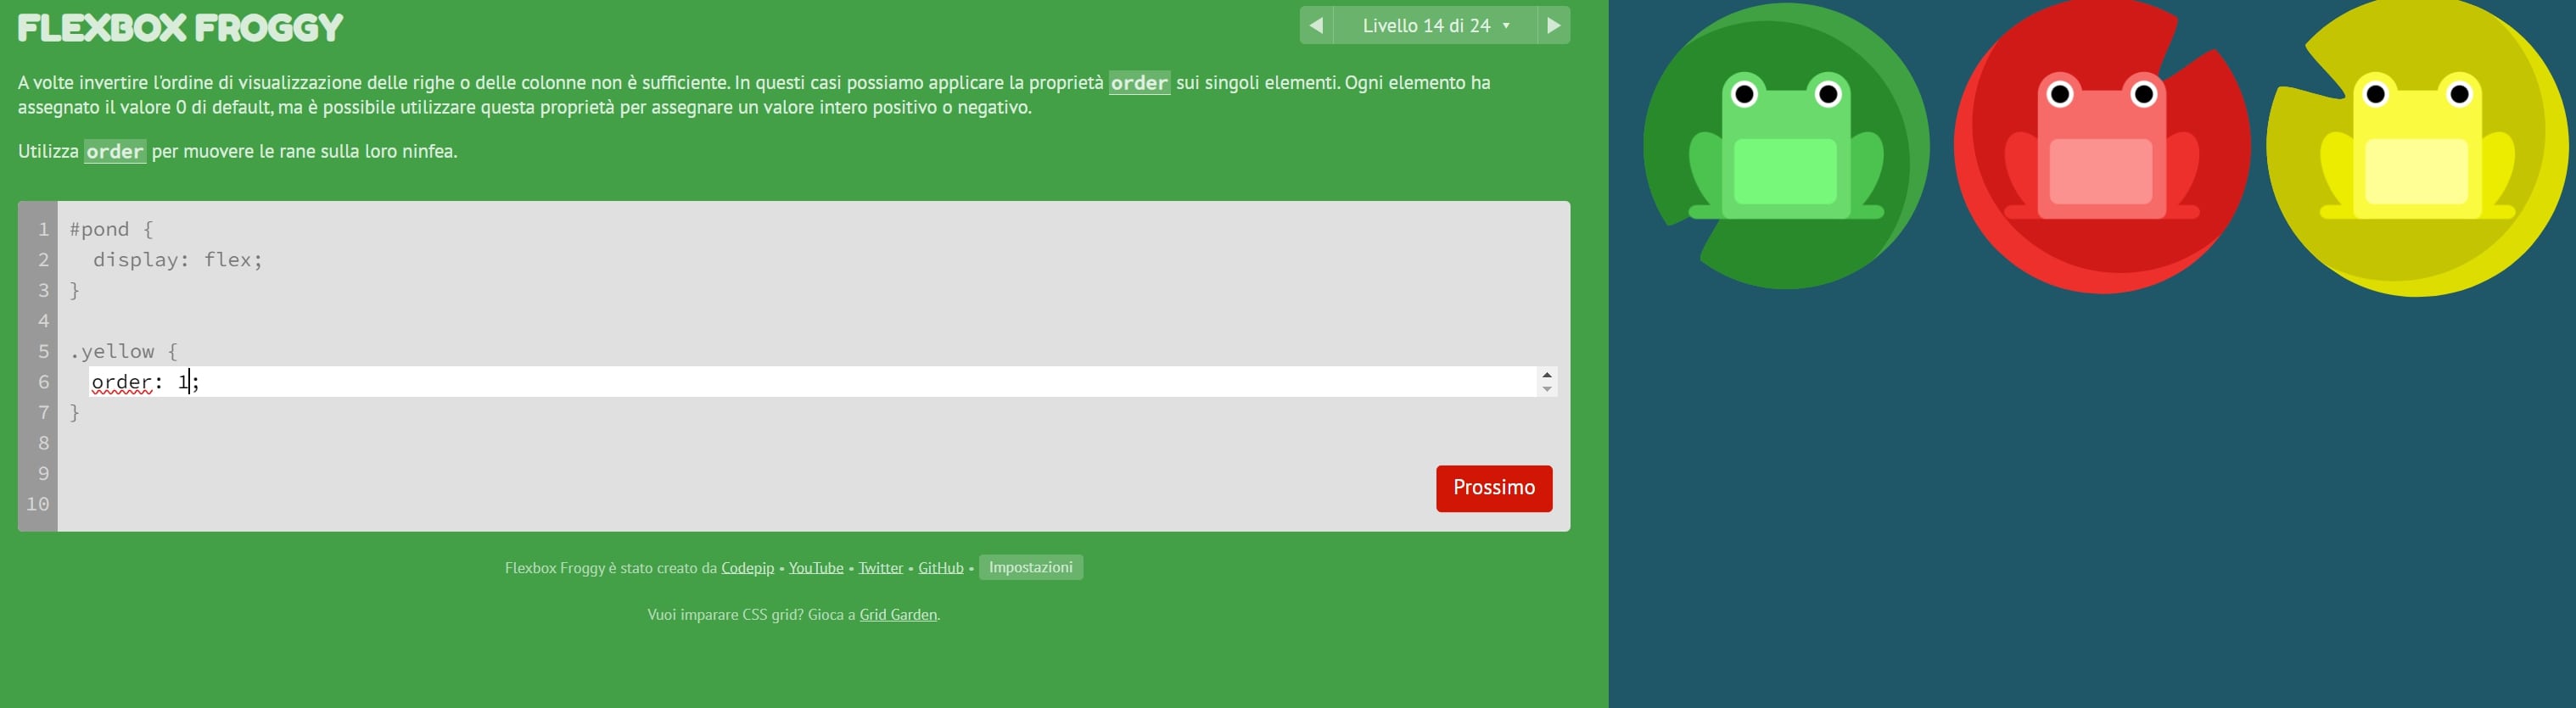 FLEXBOX FROGGY
Livello 14 di 24
A volte invertire l'ordine di visualizzazione delle righe o delle colonne non è sufficiente. In questi casi possiamo applicare la proprietà order sui singoli elementi. Ogni elemento ha
assegnato il valore 0 di default, ma è possibile utilizzare questa proprietà per assegnare un valore intero positivo o negativo.
Utilizza order per muovere le rane sulla loro ninfea.
1 #pond {
2 display: flex;
3 }
4
5 .yellow {
6 order: 1;
7 }
8
9
10
Prossimo
Flexbox Froggy è stato creato da Codepip • YouTube • Twitter • GitHub • Impostazioni
Vuoi imparare CSS grid? Gioca a Grid Garden.